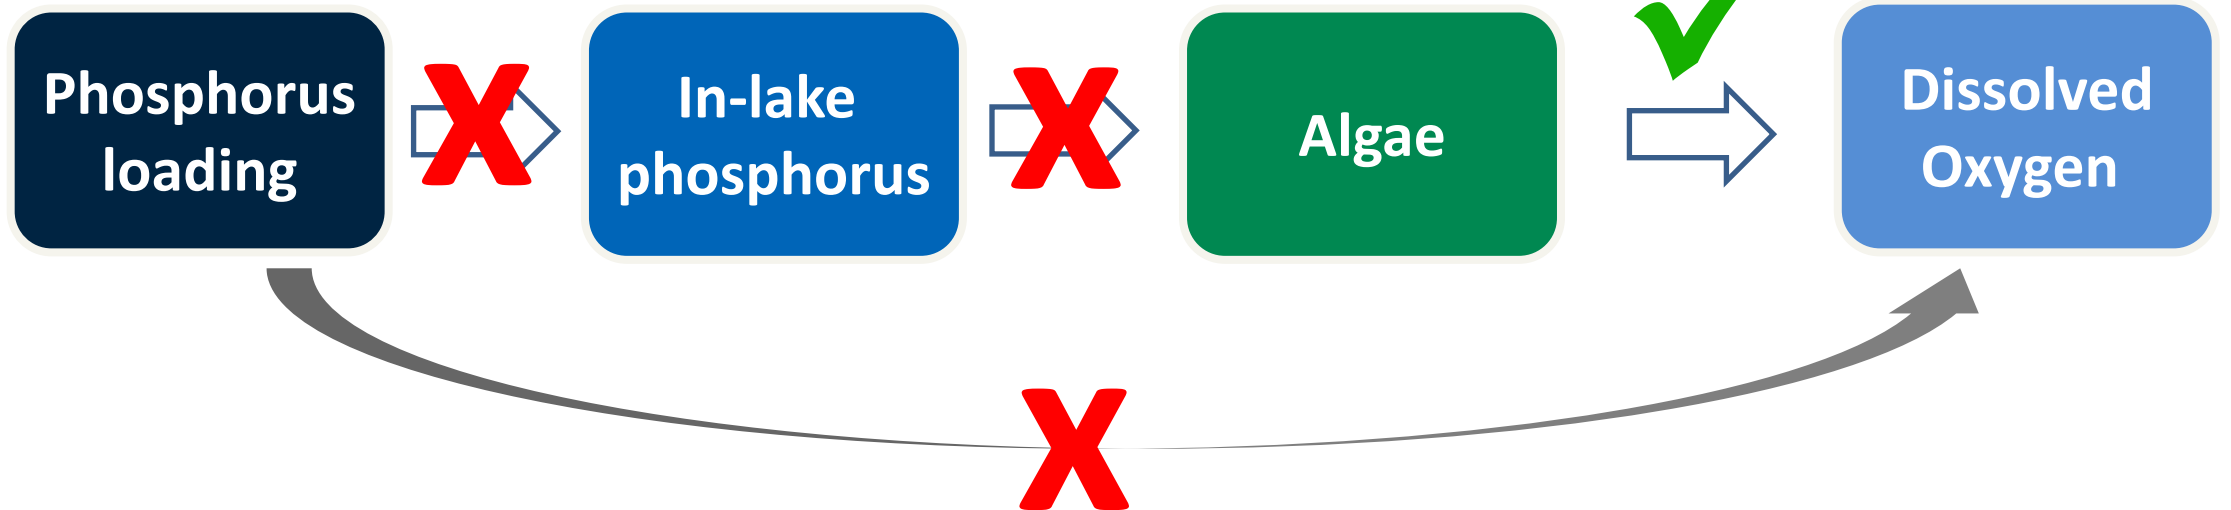 Phosphorus
loading
In-lake
phosphorus
Algae
Dissolved
Oxygen